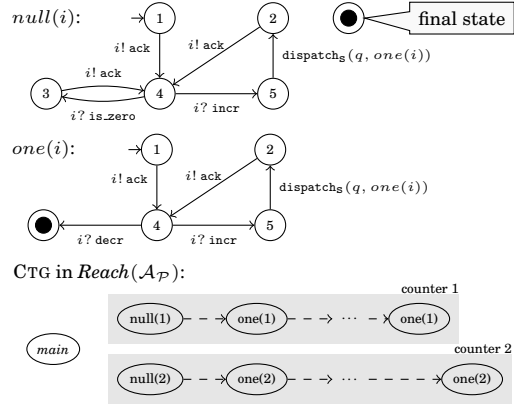 null(i):
1
2
final state
i! ack
i! ack
dispatchₛ(q, one(i))
i! ack
3
4
5
i? is_zero
i? incr
one(i):
1
2
i! ack
i! ack
dispatchₛ(q, one(i))
4
5
i? decr
i? incr
CTG in Reach(𝒜_𝒫):
counter 1
main
null(1)
one(1)
...
one(1)
counter 2
null(2)
one(2)
...
one(2)